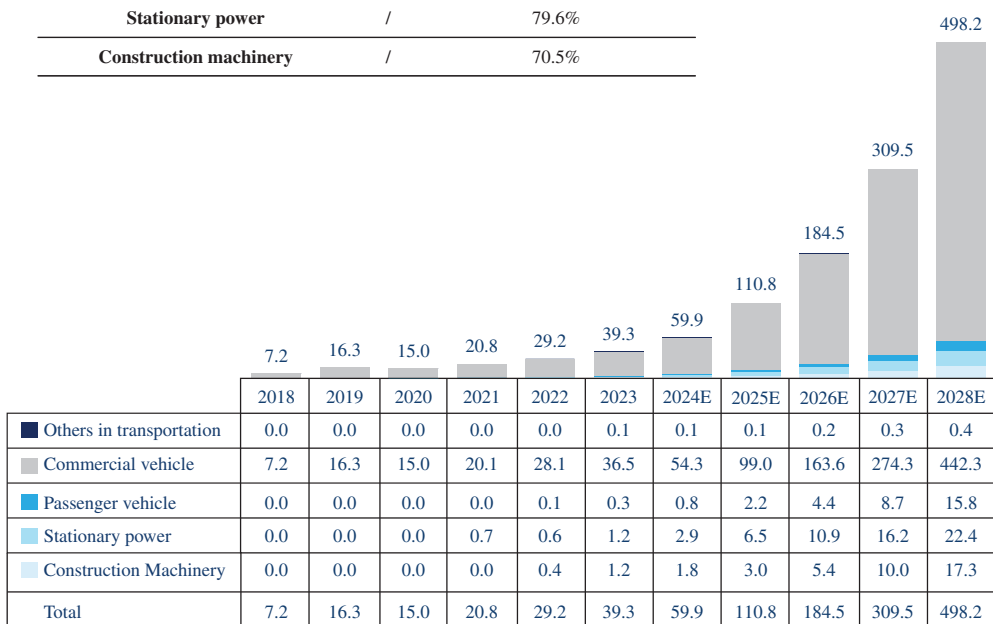 Stationary power / 79.6%
Construction machinery / 70.5%
498.2
309.5
184.5
110.8
59.9
39.3
29.2
20.8
15.0
16.3
7.2
2018 2019 2020 2021 2022 2023 2024E 2025E 2026E 2027E 2028E
Others in transportation 0.0 0.0 0.0 0.0 0.0 0.1 0.1 0.1 0.2 0.3 0.4
Commercial vehicle 7.2 16.3 15.0 20.1 28.1 36.5 54.3 99.0 163.6 274.3 442.3
Passenger vehicle 0.0 0.0 0.0 0.0 0.1 0.3 0.8 2.2 4.4 8.7 15.8
Stationary power 0.0 0.0 0.0 0.7 0.6 1.2 2.9 6.5 10.9 16.2 22.4
Construction Machinery 0.0 0.0 0.0 0.0 0.4 1.2 1.8 3.0 5.4 10.0 17.3
Total 7.2 16.3 15.0 20.8 29.2 39.3 59.9 110.8 184.5 309.5 498.2